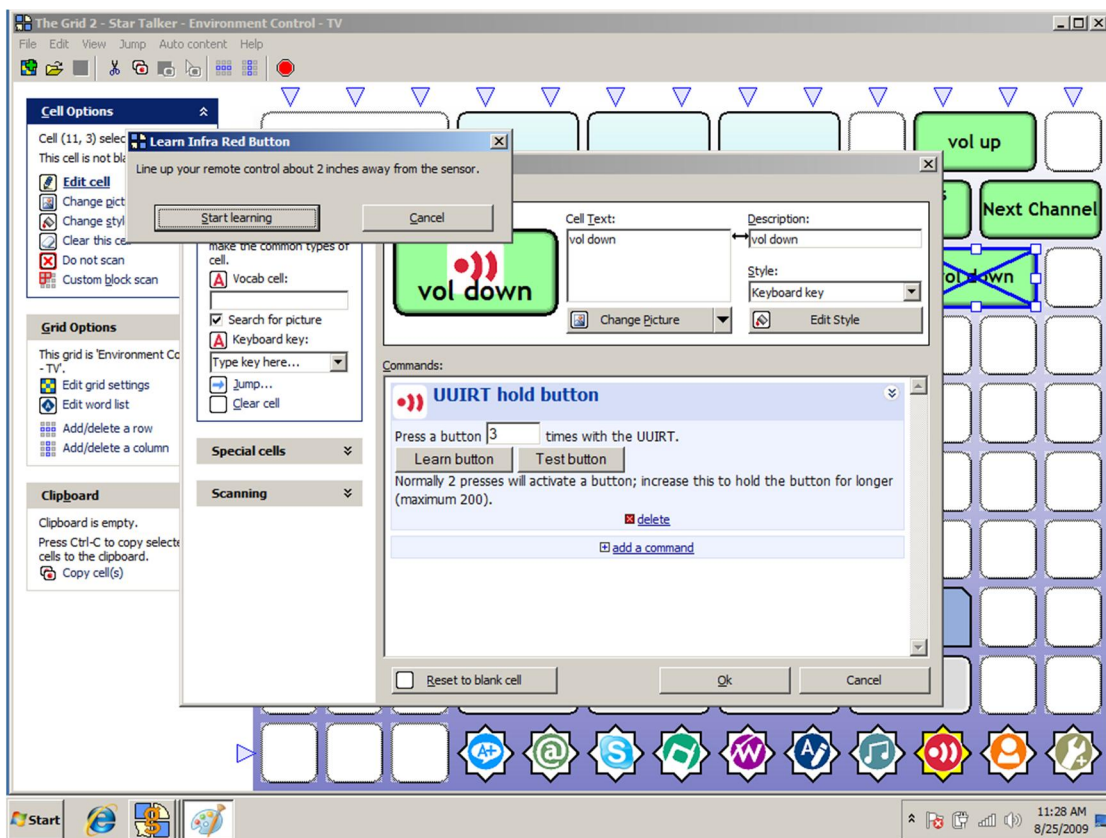 The Grid 2 - Star Talker - Environment Control - TV
File Edit View Jump Auto content Help
Cell Options
Cell (11, 3) selec
This cell is not bla
Edit cell
Change pict
Change styl
Clear this ce
Do not scan
Custom block scan
Grid Options
This grid is 'Environment Co
- TV'.
Edit grid settings
Edit word list
Add/delete a row
Add/delete a column
Clipboard
Clipboard is empty.
Press Ctrl-C to copy selecte
cells to the clipboard.
Copy cell(s)
Learn Infra Red Button
Line up your remote control about 2 inches away from the sensor.
Start learning Cancel
make the common types of
cell.
Vocab cell:
Search for picture
Keyboard key:
Type key here...
Jump...
Clear cell
Special cells
Scanning
vol down
Cell Text:
vol down
Description:
vol down
Style:
Keyboard key
Change Picture
Edit Style
Commands:
UUIRT hold button
Press a button 3 times with the UUIRT.
Learn button Test button
Normally 2 presses will activate a button; increase this to hold the button for longer
(maximum 200).
delete
add a command
Reset to blank cell Ok Cancel
vol up
s
Next Channel
vol down
A+
@
S
W
A
Start
11:28 AM
8/25/2009